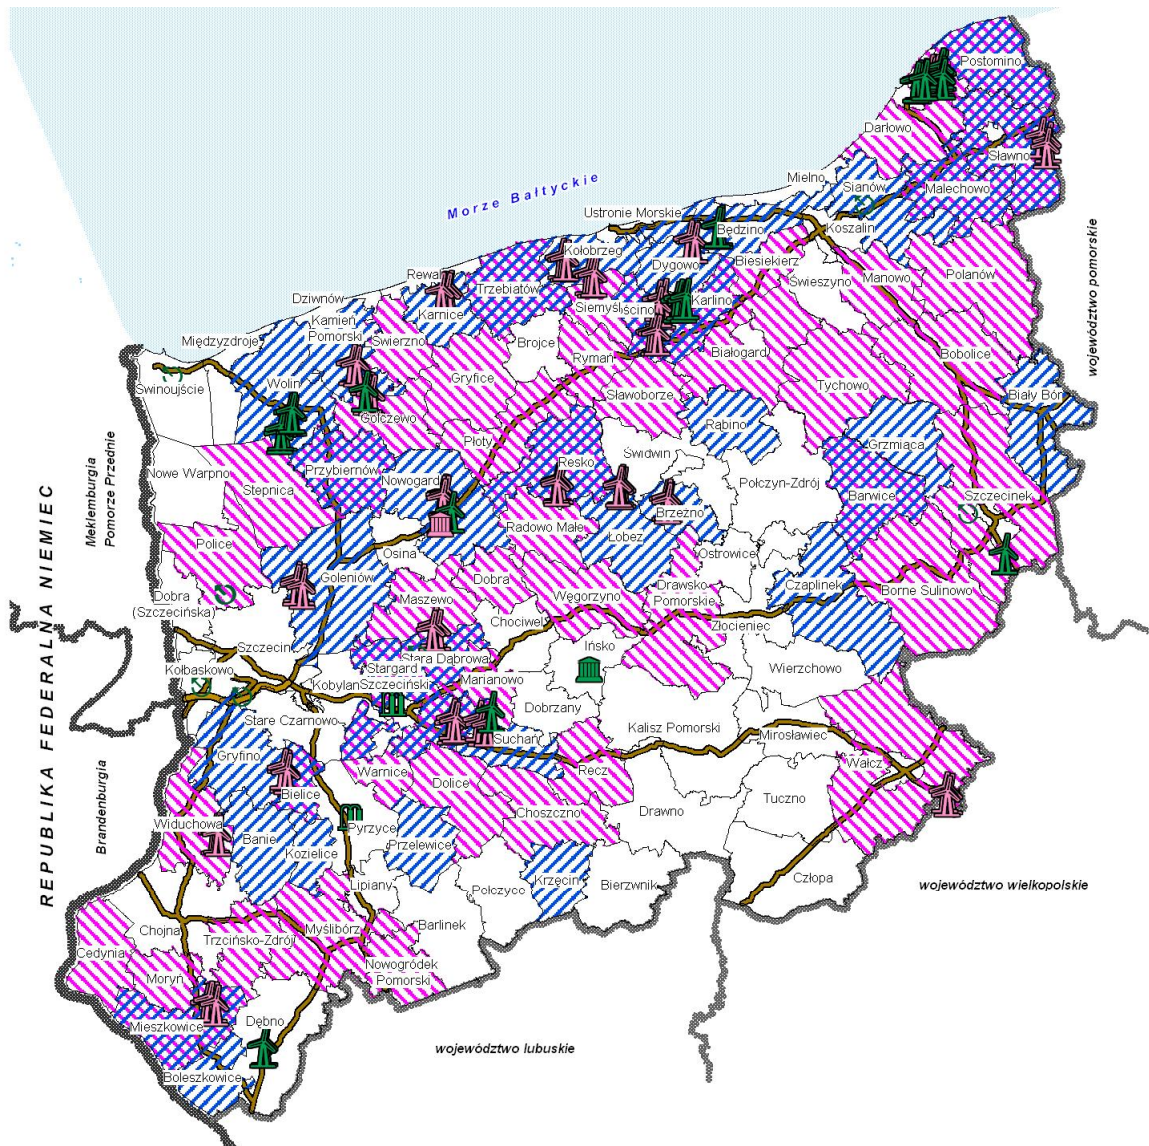 Postomino
Darłowo
Sławno
Mielno
Sianów
Malechowo
Morze Bałtyckie
Ustronie Morskie
Będzino
Koszalin
Kołobrzeg
Dygowo
Biesiekierz
Rewal
Trzebiatów
Świeszyno
Manowo
Polanów
województwo pomorskie
Dziwnów
Karnice
Siemyśl
ścino
Karlino
Kamień
Pomorski
Świerzno
Międzyzdroje
Brojce
Rymań
Białogard
Bobolice
Świnoujście
Wolin
Gryfice
Tychowo
Golczewo
Sławoborze
Biały Bór
Rąbino
Płoty
Grzmiąca
Świdwin
Resko
Nowe Warpno
Przybiernów
Stepnica
Nowogard
Połczyn-Zdrój
Barwice
Szczecinek
Brzeżno
Meklemburgia
Pomorze Przednie
Radowo Małe
Łobez
Police
Osina
Ostrowice
Goleniów
Dobra
Drawsko
Pomorskie
Czaplinek
Borne Sulinowo
Maszewo
Węgorzyno
Dobra
(Szczecińska)
Chociwel
Złocieniec
Szczecin
Ińsko
Stara Dąbrowa
Kołbaskowo
Stargard
Szczeciński
Kobylan
Marianowo
Wierzchowo
REPUBLIKA FEDERALNA NIEMIEC
Dobrzany
Stare Czarnowo
Kalisz Pomorski
Mirosławiec
Suchań
Gryfino
Wałcz
Warnice
Recz
Brandenburgia
Bielice
Dolice
Tuczno
Choszczno
Drawno
Widuchowa
Pyrzyce
Banie
Przelewice
Kozielice
Lipiany
Krzęcin
Bierzwnik
Człopa
województwo wielkopolskie
Chojna
Myślibórz
Barlinek
Trzcińsko-Zdrój
Cedynia
Nowogródek
Pomorski
Moryń
Mieszkowice
Dębno
województwo lubuskie
Boleszkowice